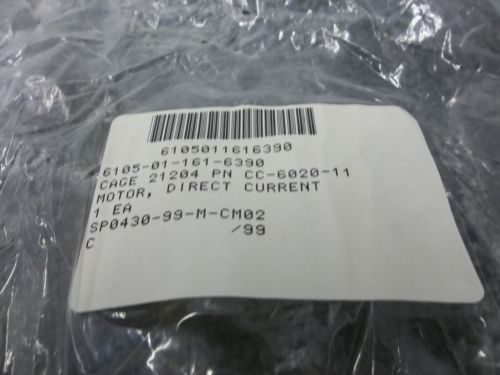 6105011616390
6105-01-161-6390
CAGE 21204 PN CC-6020-11
MOTOR, DIRECT CURRENT
1 EA
SP0430-99-M-CM02
/99
C